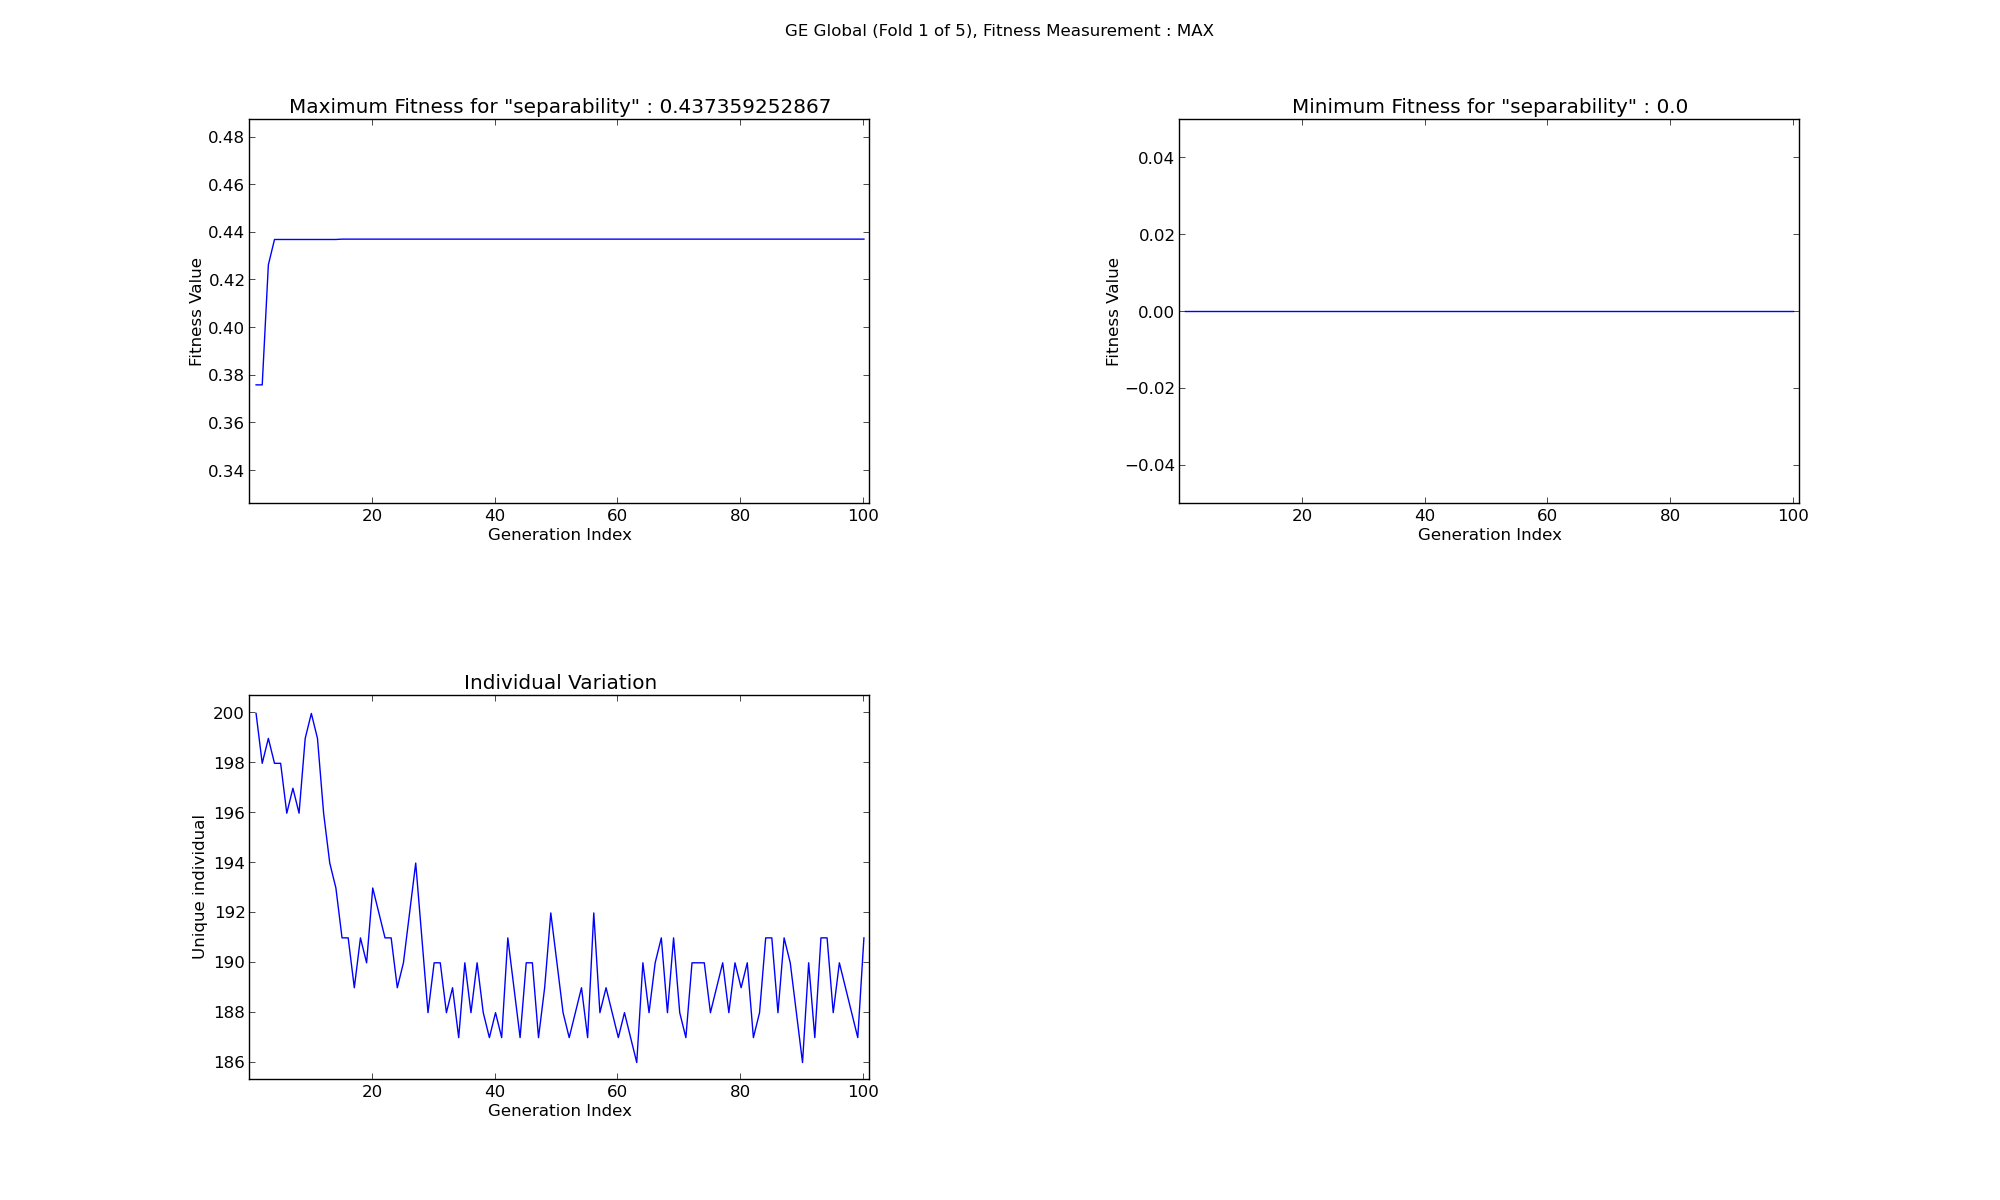 GE Global (Fold 1 of 5), Fitness Measurement : MAX
Maximum Fitness for "separability" : 0.437359252867
0.48
0.46
0.44
0.42
0.40
0.38
0.36
0.34
Fitness Value
20 40 60 80 100
Generation Index
Minimum Fitness for "separability" : 0.0
0.04
0.02
0.00
−0.02
−0.04
Fitness Value
20 40 60 80 100
Generation Index
Individual Variation
200
198
196
194
192
190
188
186
Unique individual
20 40 60 80 100
Generation Index